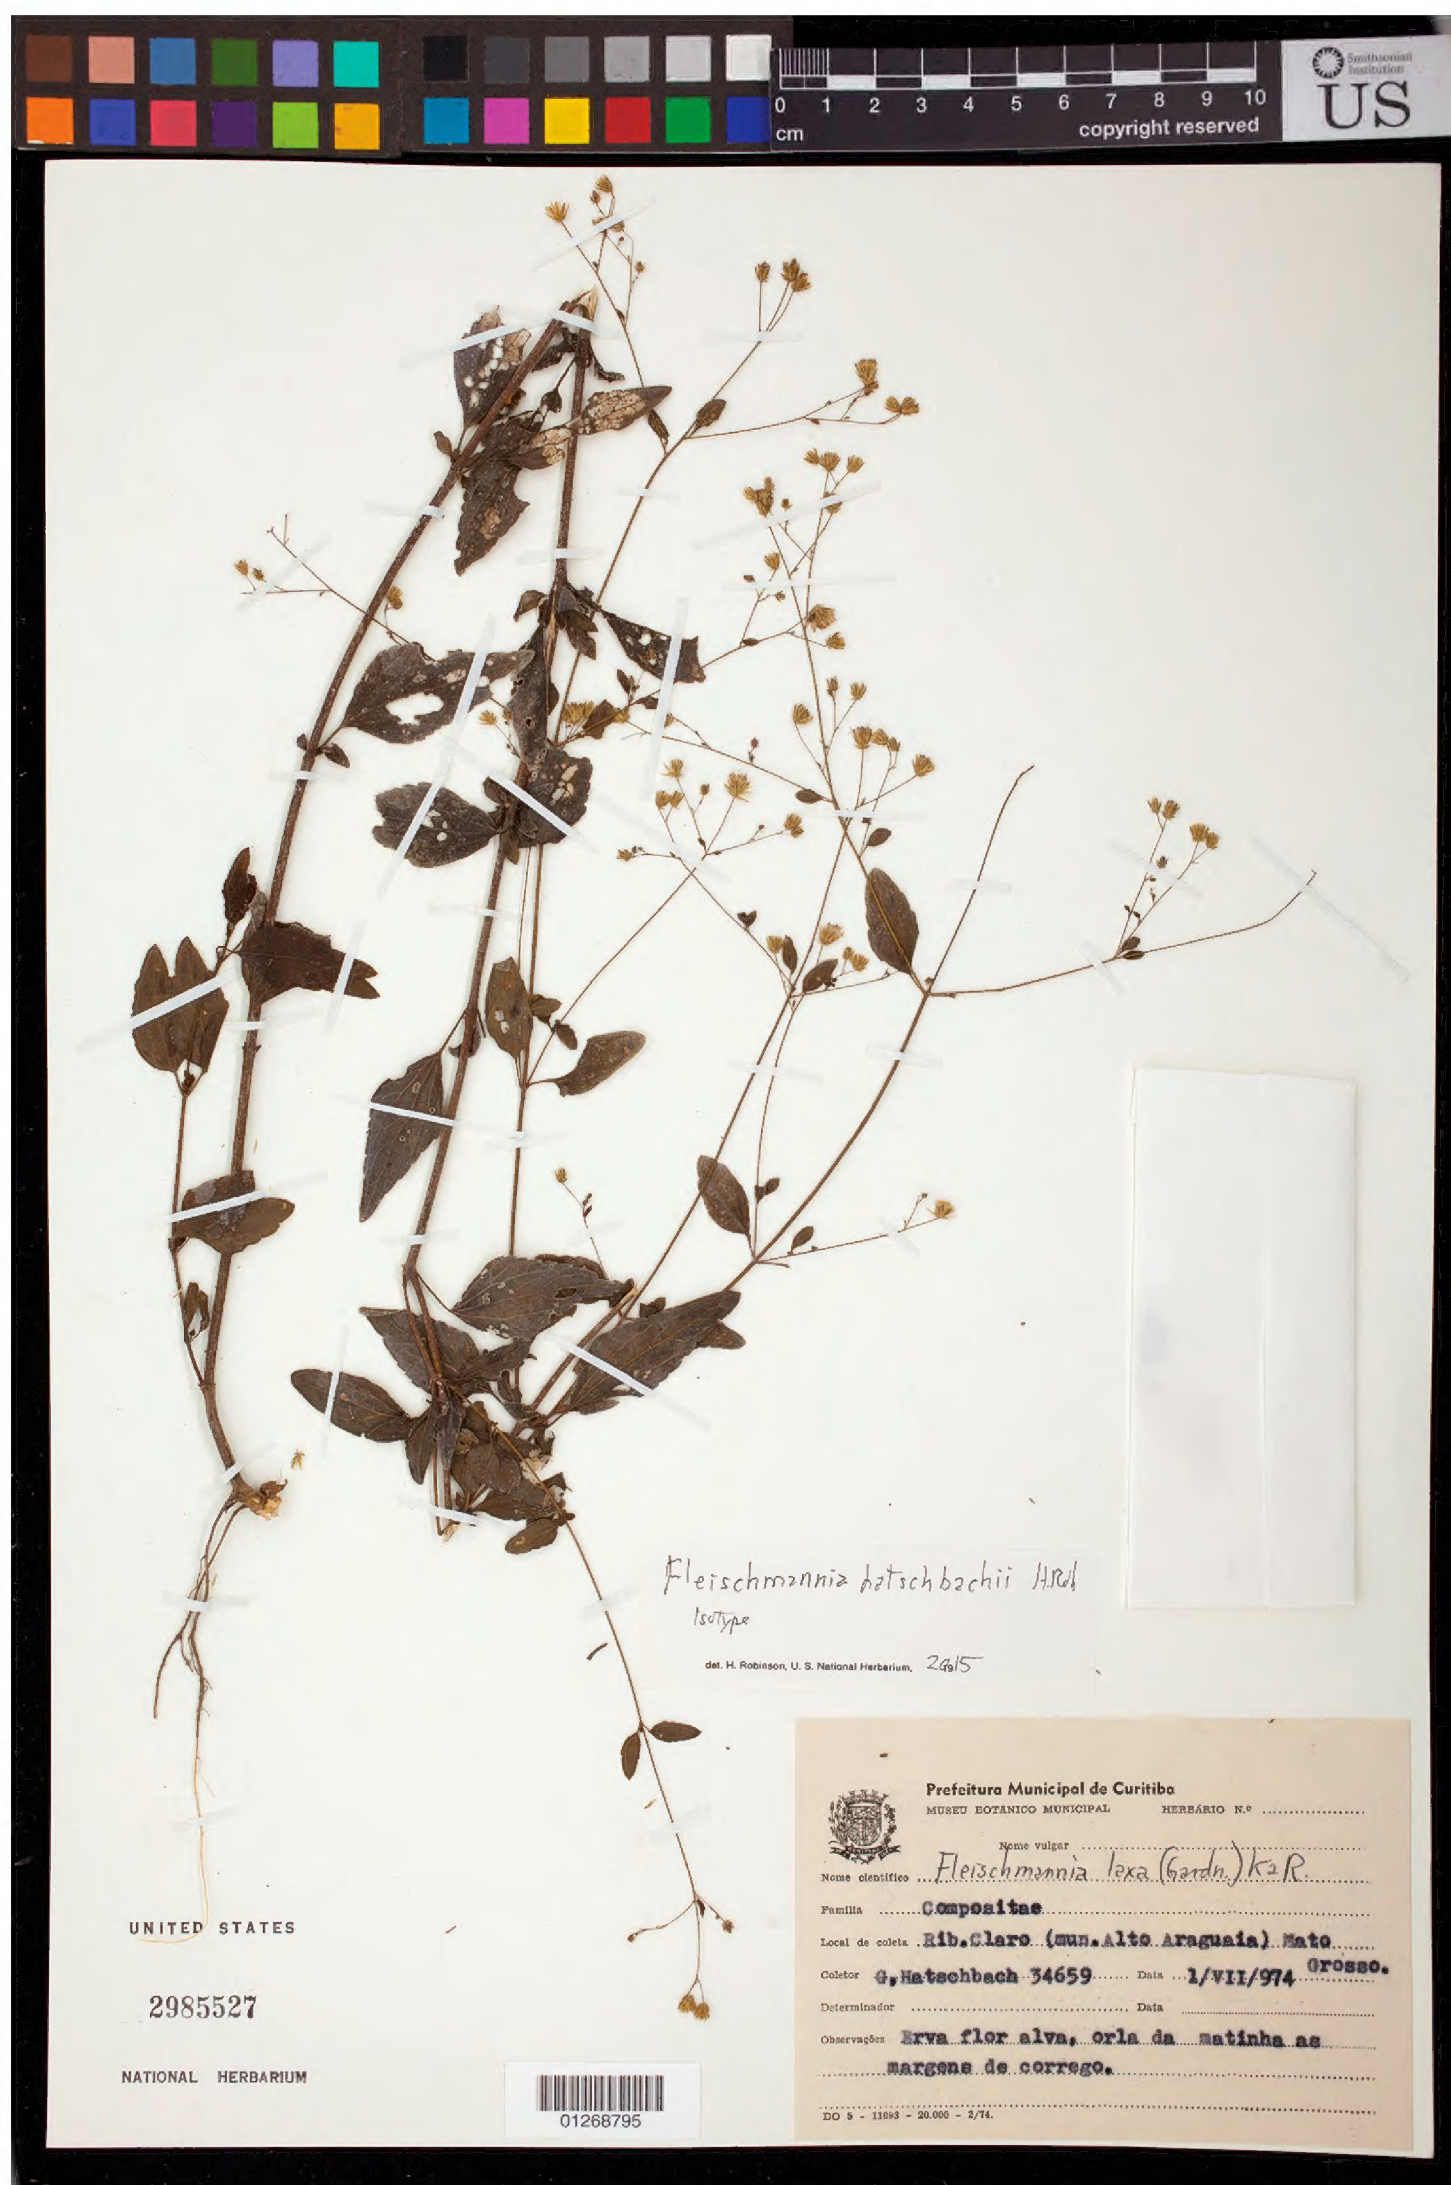 0 1 2 3 4 5 6 7 8 9 10
cm copyright reserved
Smithsonian
Institution
US
Fleischmannia hatschbachii H.Rob
Isotype
det. H. Robinson, U. S. National Herbarium, 2015
Prefeitura Municipal de Curitiba
MUSEU BOTÂNICO MUNICIPAL HERBÁRIO N.º
Nome vulgar
Nome científico Fleischmannia laxa (Gardn.) K & R.
Família Compositae
Local de coleta Rib.Claro (mun.Alto Araguaia) Mato
Grosso.
Coletor G,Hatschbach 34659 Data 1/VII/974
Determinador Data
Observações Erva flor alva, orla da matinha as
margens de corrego.
DO 5 - 11093 - 20.000 - 2/74.
UNITED STATES
2985527
NATIONAL HERBARIUM
01268795